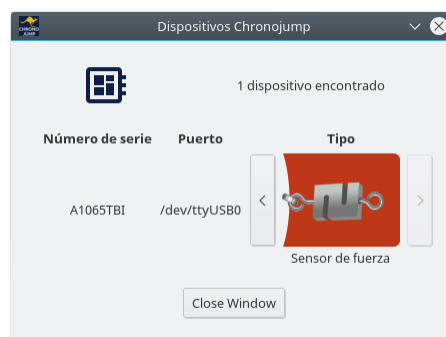 CHRONO
JUMP
Dispositivos Chronojump
1 dispositivo encontrado
Número de serie Puerto Tipo
A1065TBI /dev/ttyUSB0
Sensor de fuerza
Close Window